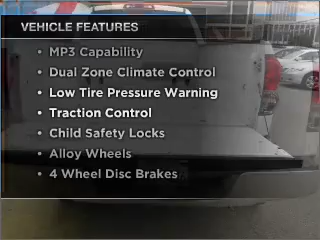 VEHICLE FEATURES
• MP3 Capability
• Dual Zone Climate Control
• Low Tire Pressure Warning
• Traction Control
• Child Safety Locks
• Alloy Wheels
• 4 Wheel Disc Brakes